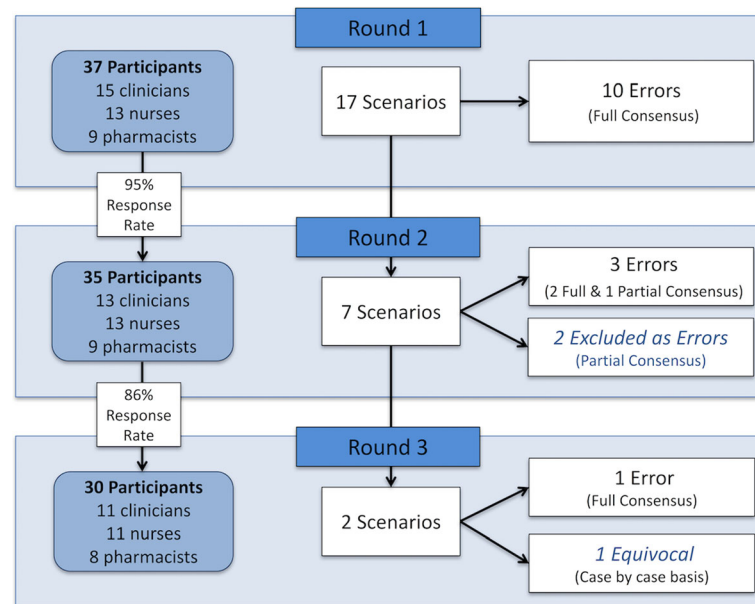 Round 1
37 Participants
15 clinicians
13 nurses
9 pharmacists
17 Scenarios
10 Errors
(Full Consensus)
95%
Response
Rate
Round 2
35 Participants
13 clinicians
13 nurses
9 pharmacists
7 Scenarios
3 Errors
(2 Full & 1 Partial Consensus)
2 Excluded as Errors
(Partial Consensus)
86%
Response
Rate
Round 3
30 Participants
11 clinicians
11 nurses
8 pharmacists
2 Scenarios
1 Error
(Full Consensus)
1 Equivocal
(Case by case basis)